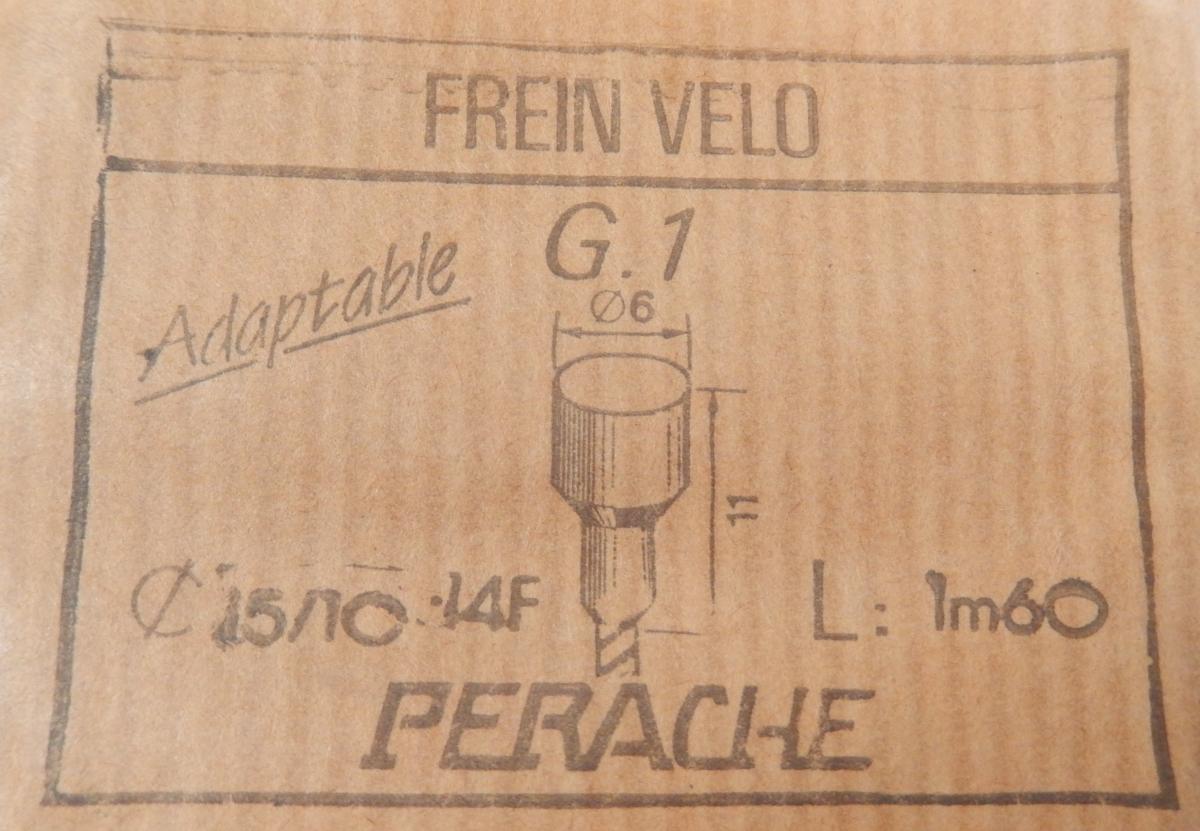 FREIN VELO
G.1
Adaptable
Ø6
11
Ø 15/10 14F L: 1m60
PERACHE